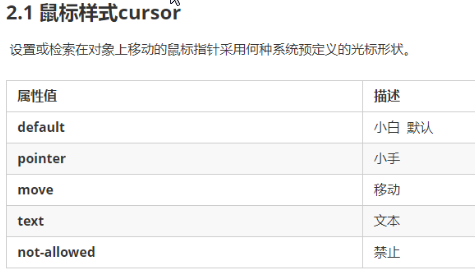 2.1 鼠标样式cursor
设置或检索在对象上移动的鼠标指针采用何种系统预定义的光标形状。
属性值 描述
default 小白 默认
pointer 小手
move 移动
text 文本
not-allowed 禁止